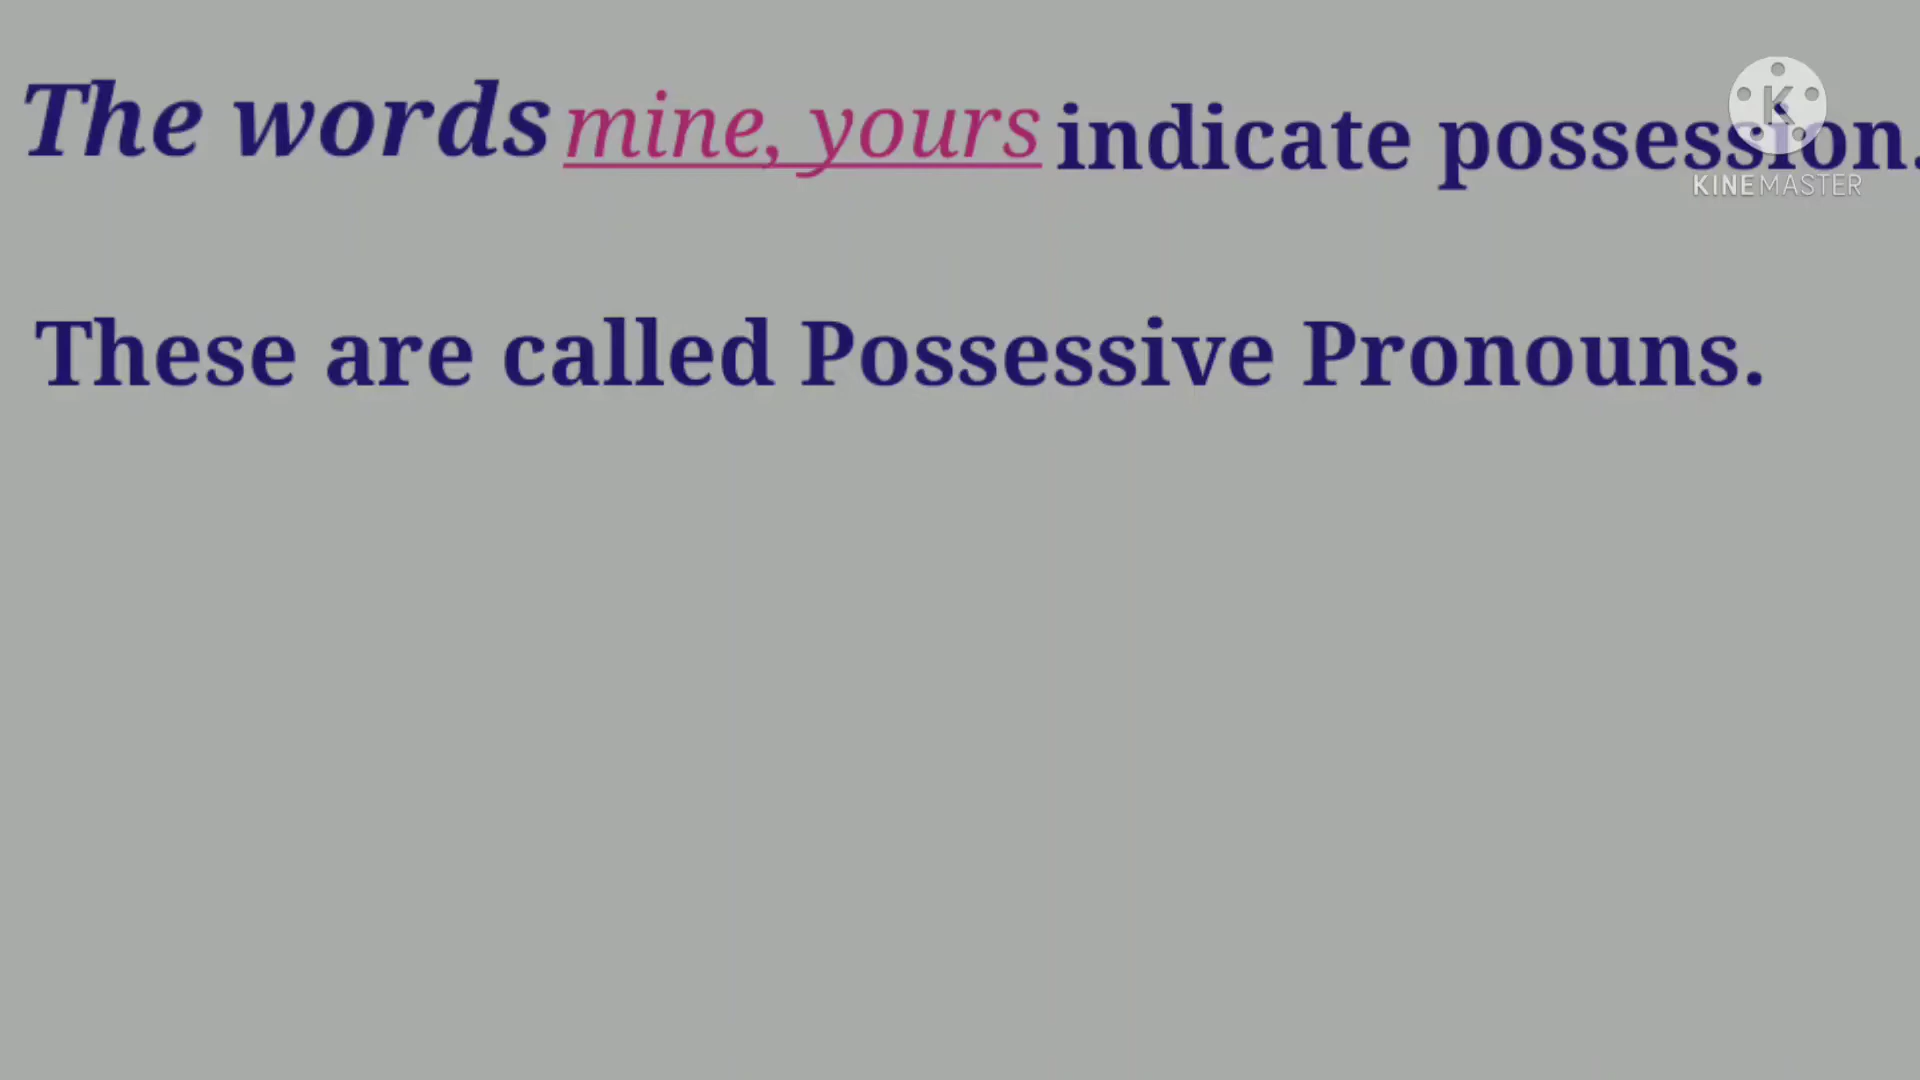 The words mine, yours indicate possession.
K
KINEMASTER
These are called Possessive Pronouns.